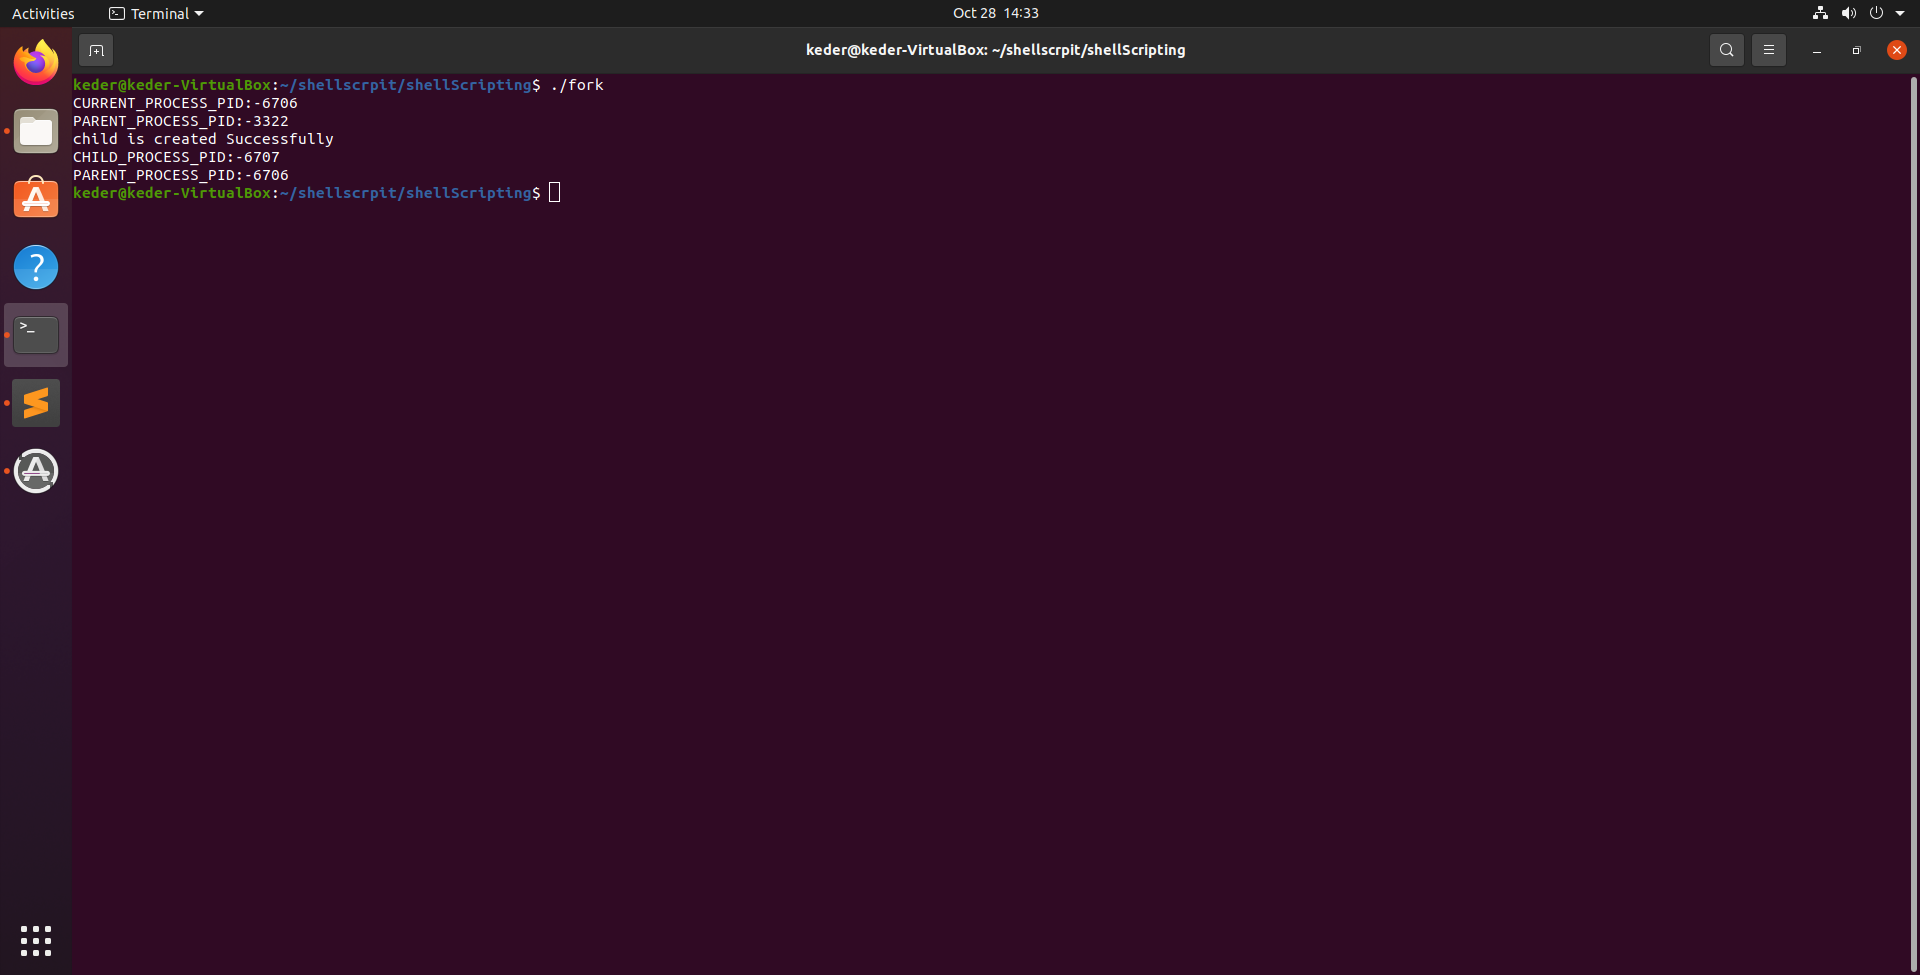 Activities
Terminal
Oct 28 14:33
keder@keder-VirtualBox: ~/shellscrpit/shellScripting
keder@keder-VirtualBox:~/shellscrpit/shellScripting$ ./fork
CURRENT_PROCESS_PID:-6706
PARENT_PROCESS_PID:-3322
child is created Successfully
CHILD_PROCESS_PID:-6707
PARENT_PROCESS_PID:-6706
keder@keder-VirtualBox:~/shellscrpit/shellScripting$